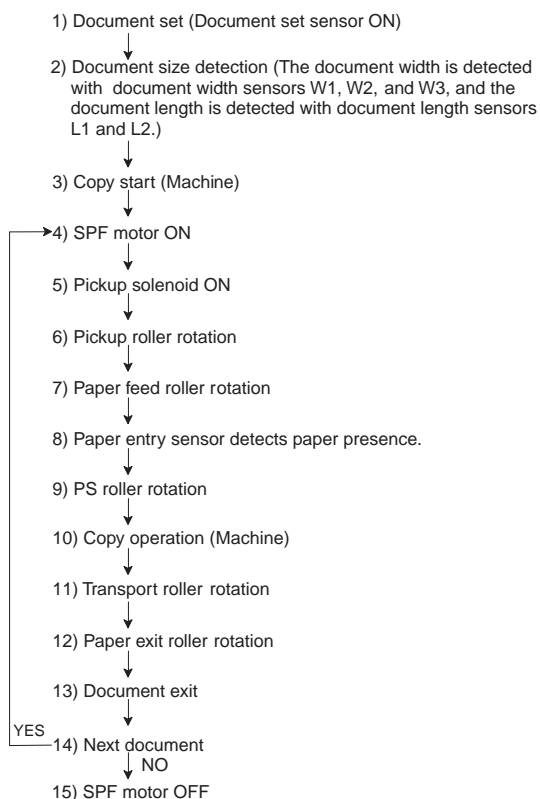 1) Document set (Document set sensor ON)
2) Document size detection (The document width is detected
with document width sensors W1, W2, and W3, and the
document length is detected with document length sensors
L1 and L2.)
3) Copy start (Machine)
4) SPF motor ON
5) Pickup solenoid ON
6) Pickup roller rotation
7) Paper feed roller rotation
8) Paper entry sensor detects paper presence.
9) PS roller rotation
10) Copy operation (Machine)
11) Transport roller rotation
12) Paper exit roller rotation
13) Document exit
YES
14) Next document
NO
15) SPF motor OFF